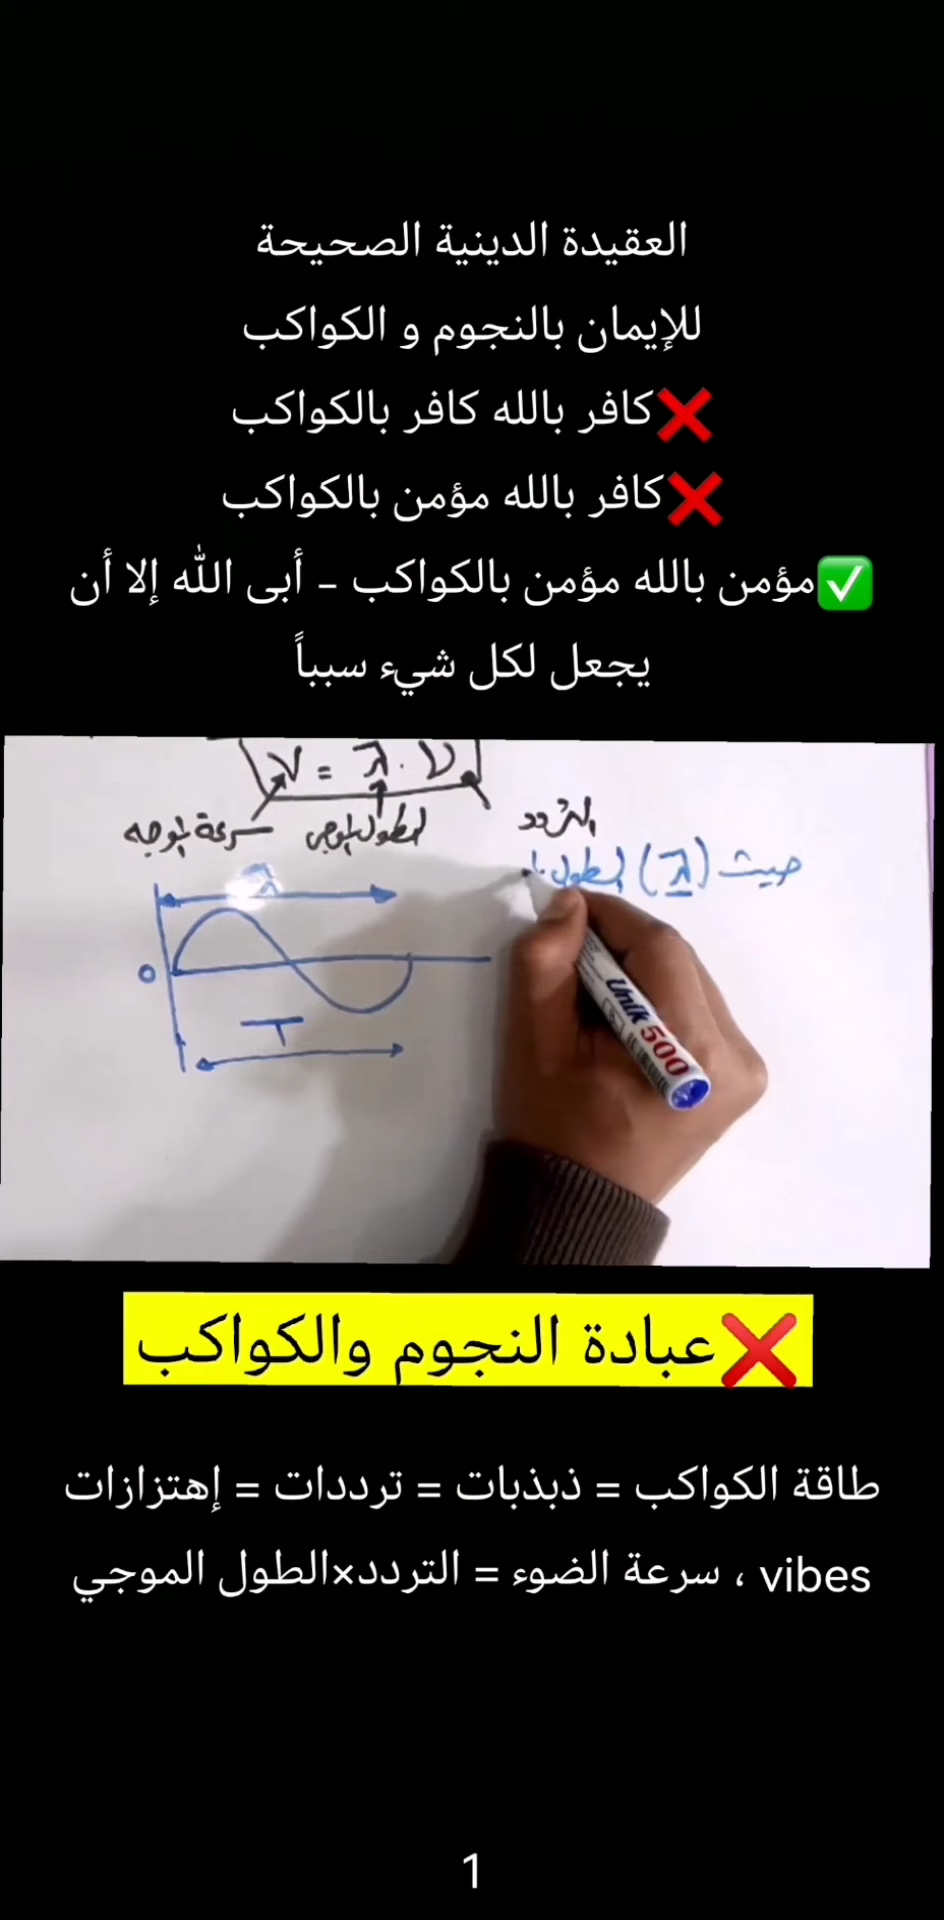 العقيدة الدينية الصحيحة
للإيمان بالنجوم و الكواكب
❌كافر بالله كافر بالكواكب
❌كافر بالله مؤمن بالكواكب
✅مؤمن بالله مؤمن بالكواكب - أبى الله إلا أن
يجعل لكل شيء سبباً
V = λ . ν
التردد
الطول الموجي
سرعة الموجه
حيث (λ) الطول
λ
0
T
Unik 500
❌عبادة النجوم والكواكب
طاقة الكواكب = ذبذبات = ترددات = إهتزازات
vibes ، سرعة الضوء = التردد×الطول الموجي
1